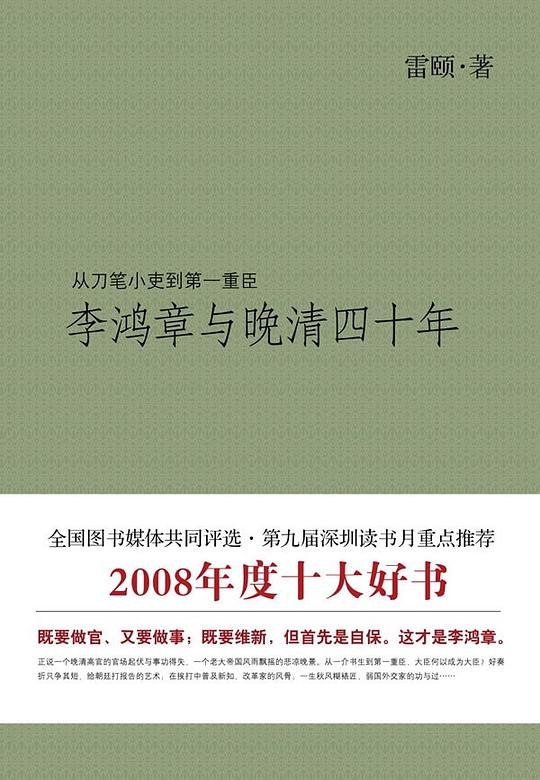 雷颐·著
从刀笔小吏到第一重臣
李鸿章与晚清四十年
全国图书媒体共同评选·第九届深圳读书月重点推荐
2008年度十大好书
既要做官、又要做事；既要维新，但首先是自保。这才是李鸿章。
正说一个晚清高官的官场起伏与事功得失，一个老大帝国风雨飘摇的悲凉晚景。从一介书生到第一重臣，大臣何以成为大臣？好奏
折只争其短，给朝廷打报告的艺术；在挨打中普及新知，改革家的风骨；一生秋风糊裱匠，弱国外交家的功与过……